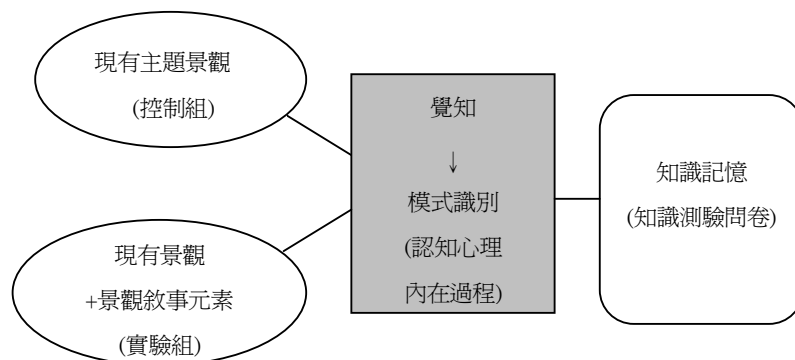 現有主題景觀
(控制組)
現有景觀
+景觀敘事元素
(實驗組)
覺知
↓
模式識別
(認知心理
內在過程)
知識記憶
(知識測驗問卷)